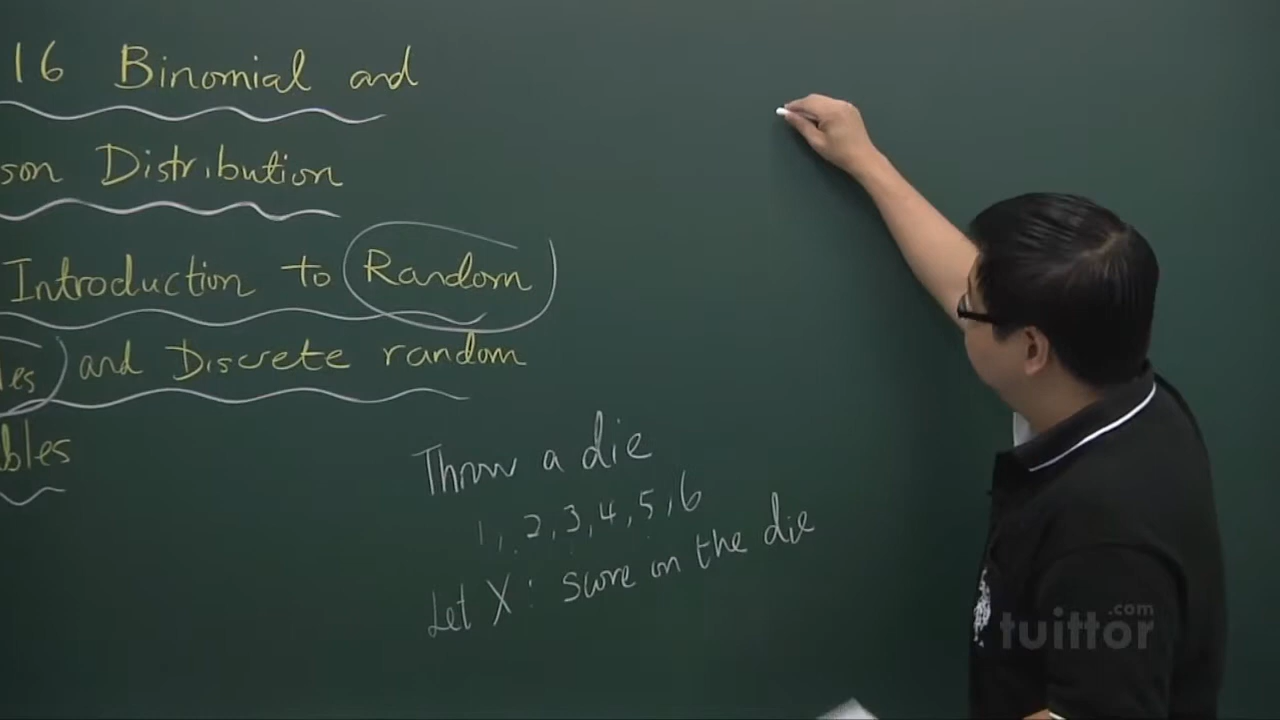 16 Binomial and
son Distribution
Introduction to Random
les and Discrete random
bles
Throw a die
1, 2, 3, 4, 5, 6
Let X: score on the die
tuittor.com